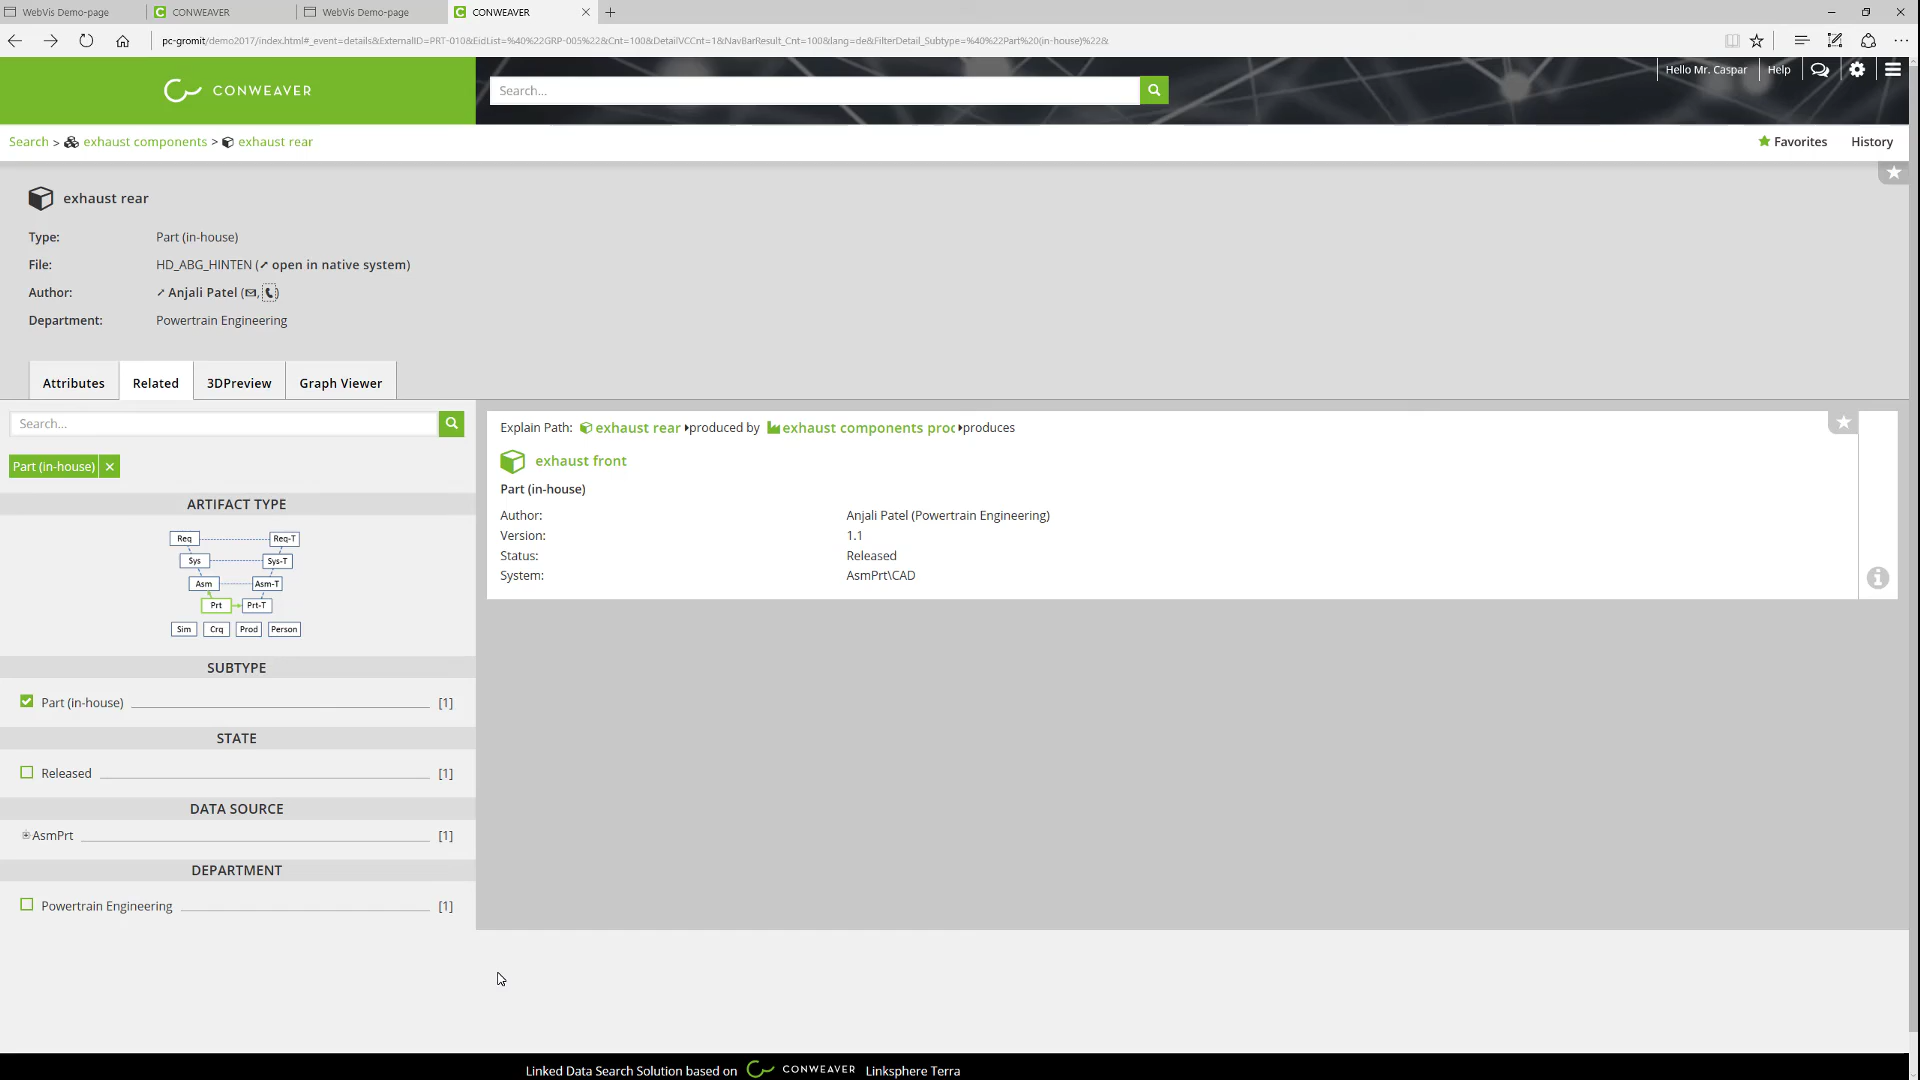 WebVis Demo-page
CONWEAVER
WebVis Demo-page
CONWEAVER
pc-gromit/demo2017/index.html#_event=details&ExternalID=PRT-010&EidList=%40%22GRP-005%22&Cnt=100&DetailVCCnt=1&NavBarResult_Cnt=100&lang=de&FilterDetail_Subtype=%40%22Part%20(in-house)%22&
CONWEAVER
Search...
Hello Mr. Caspar
Help
Search > exhaust components > exhaust rear
Favorites
History
exhaust rear
Type: Part (in-house)
File: HD_ABG_HINTEN (open in native system)
Author: Anjali Patel (, )
Department: Powertrain Engineering
Attributes
Related
3DPreview
Graph Viewer
Search...
Part (in-house)
ARTIFACT TYPE
Req Req-T
Sys Sys-T
Asm Asm-T
Prt Prt-T
Sim Crq Prod Person
SUBTYPE
Part (in-house) [1]
STATE
Released [1]
DATA SOURCE
AsmPrt [1]
DEPARTMENT
Powertrain Engineering [1]
Explain Path: exhaust rear produced by exhaust components proc produces
exhaust front
Part (in-house)
Author: Anjali Patel (Powertrain Engineering)
Version: 1.1
Status: Released
System: AsmPrt\CAD
Linked Data Search Solution based on CONWEAVER Linksphere Terra